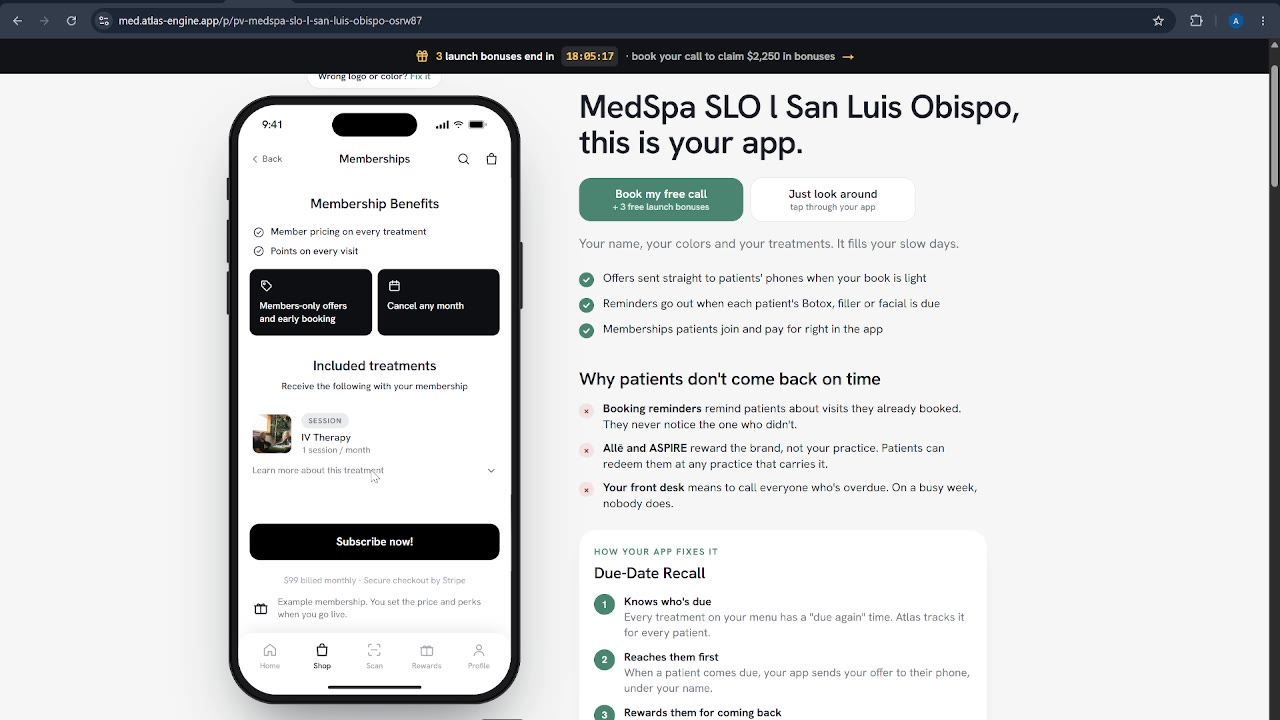 med.atlas-engine.app/p/pv-medspa-slo-l-san-luis-obispo-osrw87
A
3 launch bonuses end in 18:05:17 · book your call to claim $2,250 in bonuses →
Wrong logo or color? Fix it
9:41
Back
Memberships
Membership Benefits
Member pricing on every treatment
Points on every visit
Members-only offers
and early booking
Cancel any month
Included treatments
Receive the following with your membership
SESSION
IV Therapy
1 session / month
Learn more about this treatment
Subscribe now!
$99 billed monthly · Secure checkout by Stripe
Example membership. You set the price and perks
when you go live.
Home
Shop
Scan
Rewards
Profile
MedSpa SLO l San Luis Obispo,
this is your app.
Book my free call
+ 3 free launch bonuses
Just look around
tap through your app
Your name, your colors and your treatments. It fills your slow days.
Offers sent straight to patients' phones when your book is light
Reminders go out when each patient's Botox, filler or facial is due
Memberships patients join and pay for right in the app
Why patients don't come back on time
Booking reminders remind patients about visits they already booked.
They never notice the one who didn't.
Allē and ASPIRE reward the brand, not your practice. Patients can
redeem them at any practice that carries it.
Your front desk means to call everyone who's overdue. On a busy week,
nobody does.
HOW YOUR APP FIXES IT
Due-Date Recall
1
Knows who's due
Every treatment on your menu has a "due again" time. Atlas tracks it
for every patient.
2
Reaches them first
When a patient comes due, your app sends your offer to their phone,
under your name.
3
Rewards them for coming back